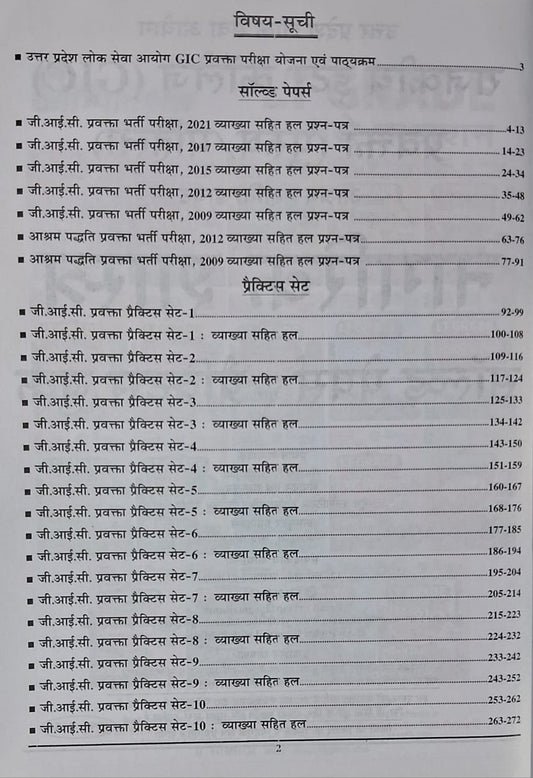 विषय-सूची
■ उत्तर प्रदेश लोक सेवा आयोग GIC प्रवक्ता परीक्षा योजना एवं पाठ्यक्रम 3
सॉल्व्ड पेपर्स
■ जी.आई.सी. प्रवक्ता भर्ती परीक्षा, 2021 व्याख्या सहित हल प्रश्न-पत्र 4-13
■ जी.आई.सी. प्रवक्ता भर्ती परीक्षा, 2017 व्याख्या सहित हल प्रश्न-पत्र 14-23
■ जी.आई.सी. प्रवक्ता भर्ती परीक्षा, 2015 व्याख्या सहित हल प्रश्न-पत्र 24-34
■ जी.आई.सी. प्रवक्ता भर्ती परीक्षा, 2012 व्याख्या सहित हल प्रश्न-पत्र 35-48
■ जी.आई.सी. प्रवक्ता भर्ती परीक्षा, 2009 व्याख्या सहित हल प्रश्न-पत्र 49-62
■ आश्रम पद्धति प्रवक्ता भर्ती परीक्षा, 2012 व्याख्या सहित हल प्रश्न-पत्र 63-76
■ आश्रम पद्धति प्रवक्ता भर्ती परीक्षा, 2009 व्याख्या सहित हल प्रश्न-पत्र 77-91
प्रैक्टिस सेट
■ जी.आई.सी. प्रवक्ता प्रैक्टिस सेट-1 92-99
■ जी.आई.सी. प्रवक्ता प्रैक्टिस सेट-1 : व्याख्या सहित हल 100-108
■ जी.आई.सी. प्रवक्ता प्रैक्टिस सेट-2 109-116
■ जी.आई.सी. प्रवक्ता प्रैक्टिस सेट-2 : व्याख्या सहित हल 117-124
■ जी.आई.सी. प्रवक्ता प्रैक्टिस सेट-3 125-133
■ जी.आई.सी. प्रवक्ता प्रैक्टिस सेट-3 : व्याख्या सहित हल 134-142
■ जी.आई.सी. प्रवक्ता प्रैक्टिस सेट-4 143-150
■ जी.आई.सी. प्रवक्ता प्रैक्टिस सेट-4 : व्याख्या सहित हल 151-159
■ जी.आई.सी. प्रवक्ता प्रैक्टिस सेट-5 160-167
■ जी.आई.सी. प्रवक्ता प्रैक्टिस सेट-5 : व्याख्या सहित हल 168-176
■ जी.आई.सी. प्रवक्ता प्रैक्टिस सेट-6 177-185
■ जी.आई.सी. प्रवक्ता प्रैक्टिस सेट-6 : व्याख्या सहित हल 186-194
■ जी.आई.सी. प्रवक्ता प्रैक्टिस सेट-7 195-204
■ जी.आई.सी. प्रवक्ता प्रैक्टिस सेट-7 : व्याख्या सहित हल 205-214
■ जी.आई.सी. प्रवक्ता प्रैक्टिस सेट-8 215-223
■ जी.आई.सी. प्रवक्ता प्रैक्टिस सेट-8 : व्याख्या सहित हल 224-232
■ जी.आई.सी. प्रवक्ता प्रैक्टिस सेट-9 233-242
■ जी.आई.सी. प्रवक्ता प्रैक्टिस सेट-9 : व्याख्या सहित हल 243-252
■ जी.आई.सी. प्रवक्ता प्रैक्टिस सेट-10 253-262
■ जी.आई.सी. प्रवक्ता प्रैक्टिस सेट-10 : व्याख्या सहित हल 263-272
2